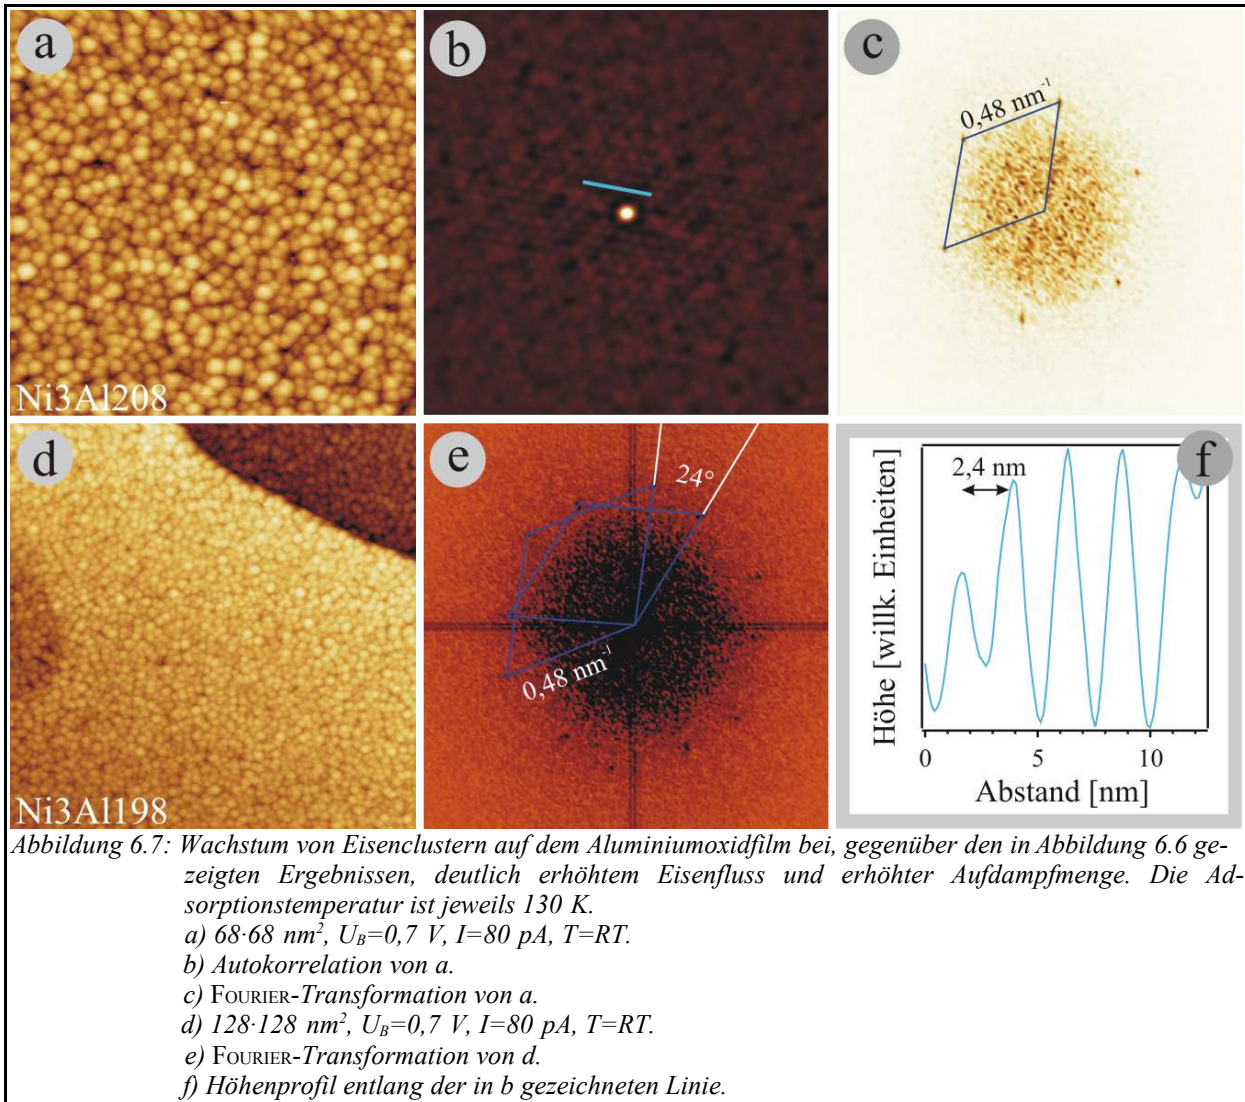 a
b
c
0,48 nm⁻¹
Ni3Al208
d
e
f
24°
0,48 nm⁻¹
Ni3Al198
Höhe [willk. Einheiten]
2,4 nm
0
5
10
Abstand [nm]
Abbildung 6.7: Wachstum von Eisenclustern auf dem Aluminiumoxidfilm bei, gegenüber den in Abbildung 6.6 ge-
zeigten Ergebnissen, deutlich erhöhtem Eisenfluss und erhöhter Aufdampfmenge. Die Ad-
sorptionstemperatur ist jeweils 130 K.
a) 68·68 nm², U_B=0,7 V, I=80 pA, T=RT.
b) Autokorrelation von a.
c) FOURIER-Transformation von a.
d) 128·128 nm², U_B=0,7 V, I=80 pA, T=RT.
e) FOURIER-Transformation von d.
f) Höhenprofil entlang der in b gezeichneten Linie.